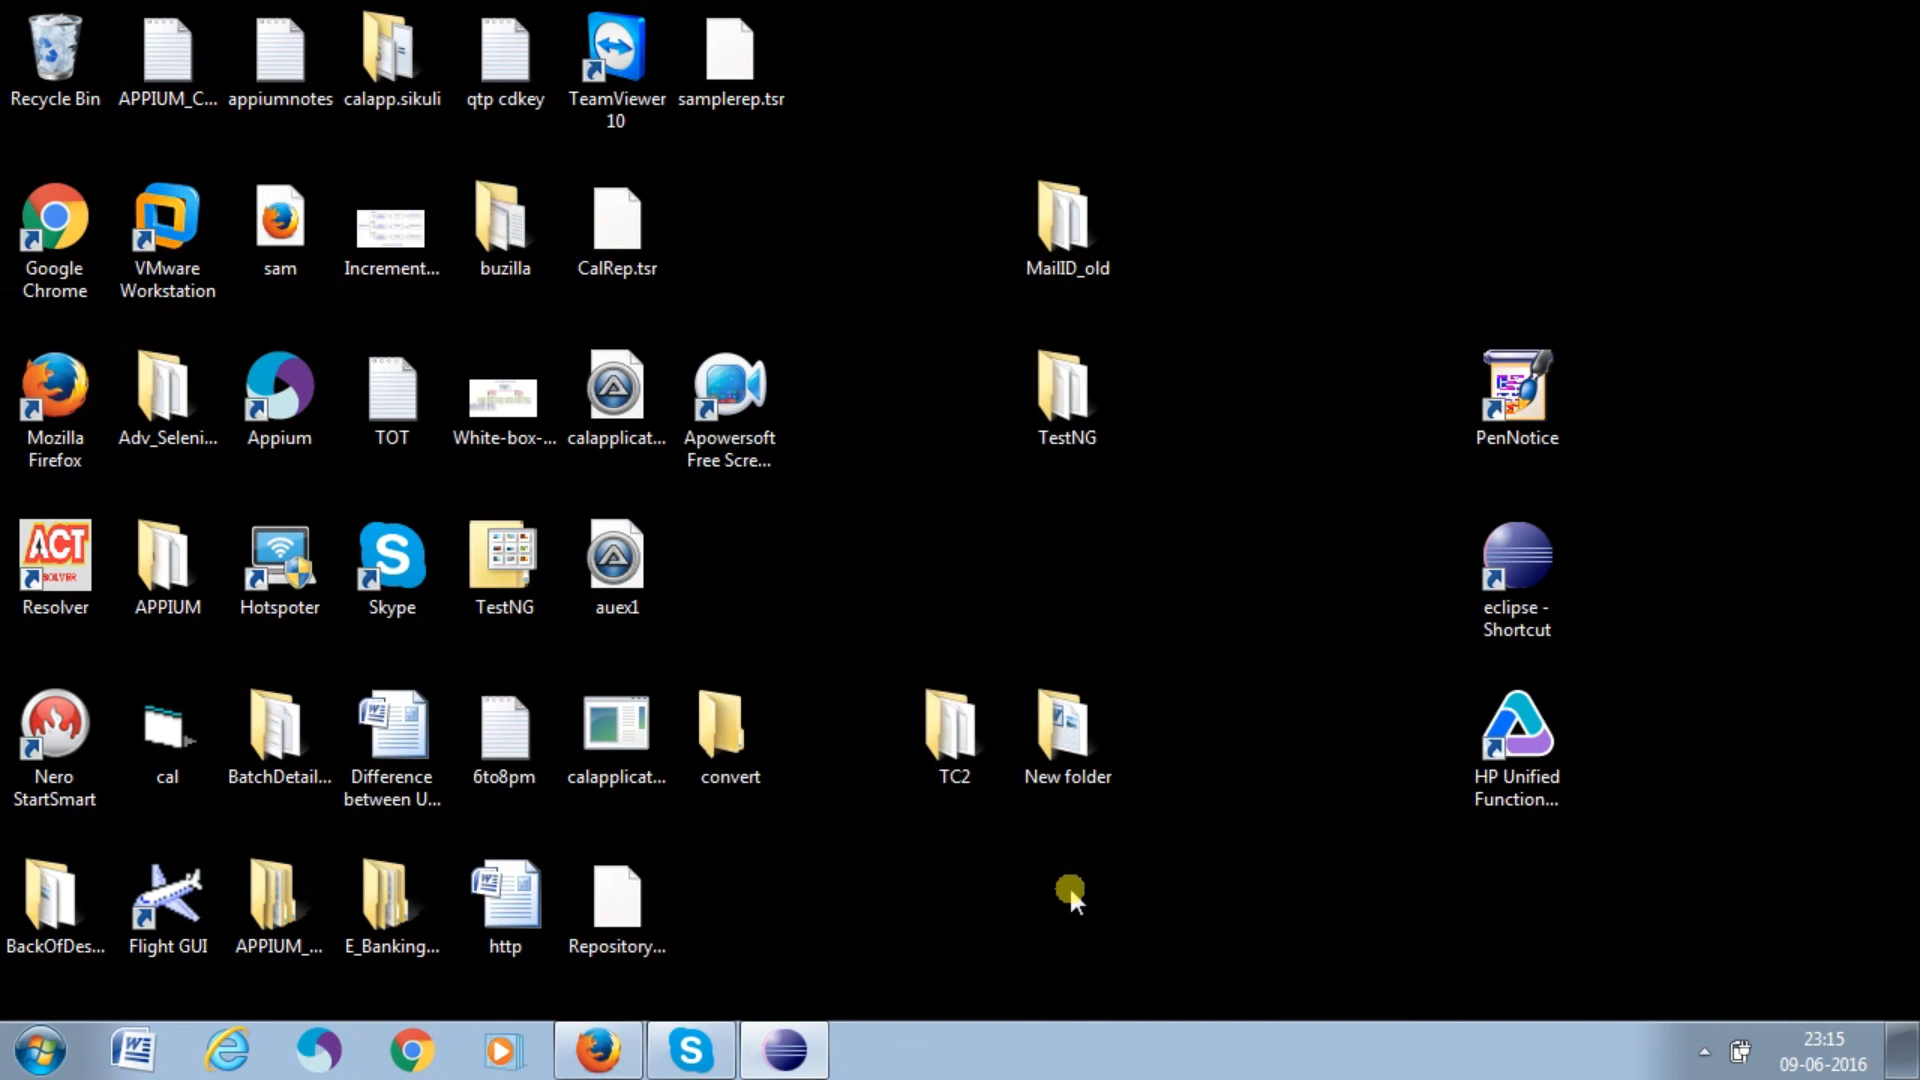 Recycle Bin
APPIUM_C...
appiumnotes
calapp.sikuli
qtp cdkey
TeamViewer
10
samplerep.tsr
Google
Chrome
VMware
Workstation
sam
Increment...
buzilla
CalRep.tsr
MailID_old
Mozilla
Firefox
Adv_Seleni...
Appium
TOT
White-box-...
calapplicat...
Apowersoft
Free Scre...
TestNG
PenNotice
ACT
Resolver
APPIUM
Hotspoter
Skype
TestNG
auex1
eclipse -
Shortcut
Nero
StartSmart
cal
BatchDetail...
Difference
between U...
6to8pm
calapplicat...
convert
TC2
New folder
HP Unified
Function...
BackOfDes...
Flight GUI
APPIUM_...
E_Banking...
http
Repository...
23:15
09-06-2016